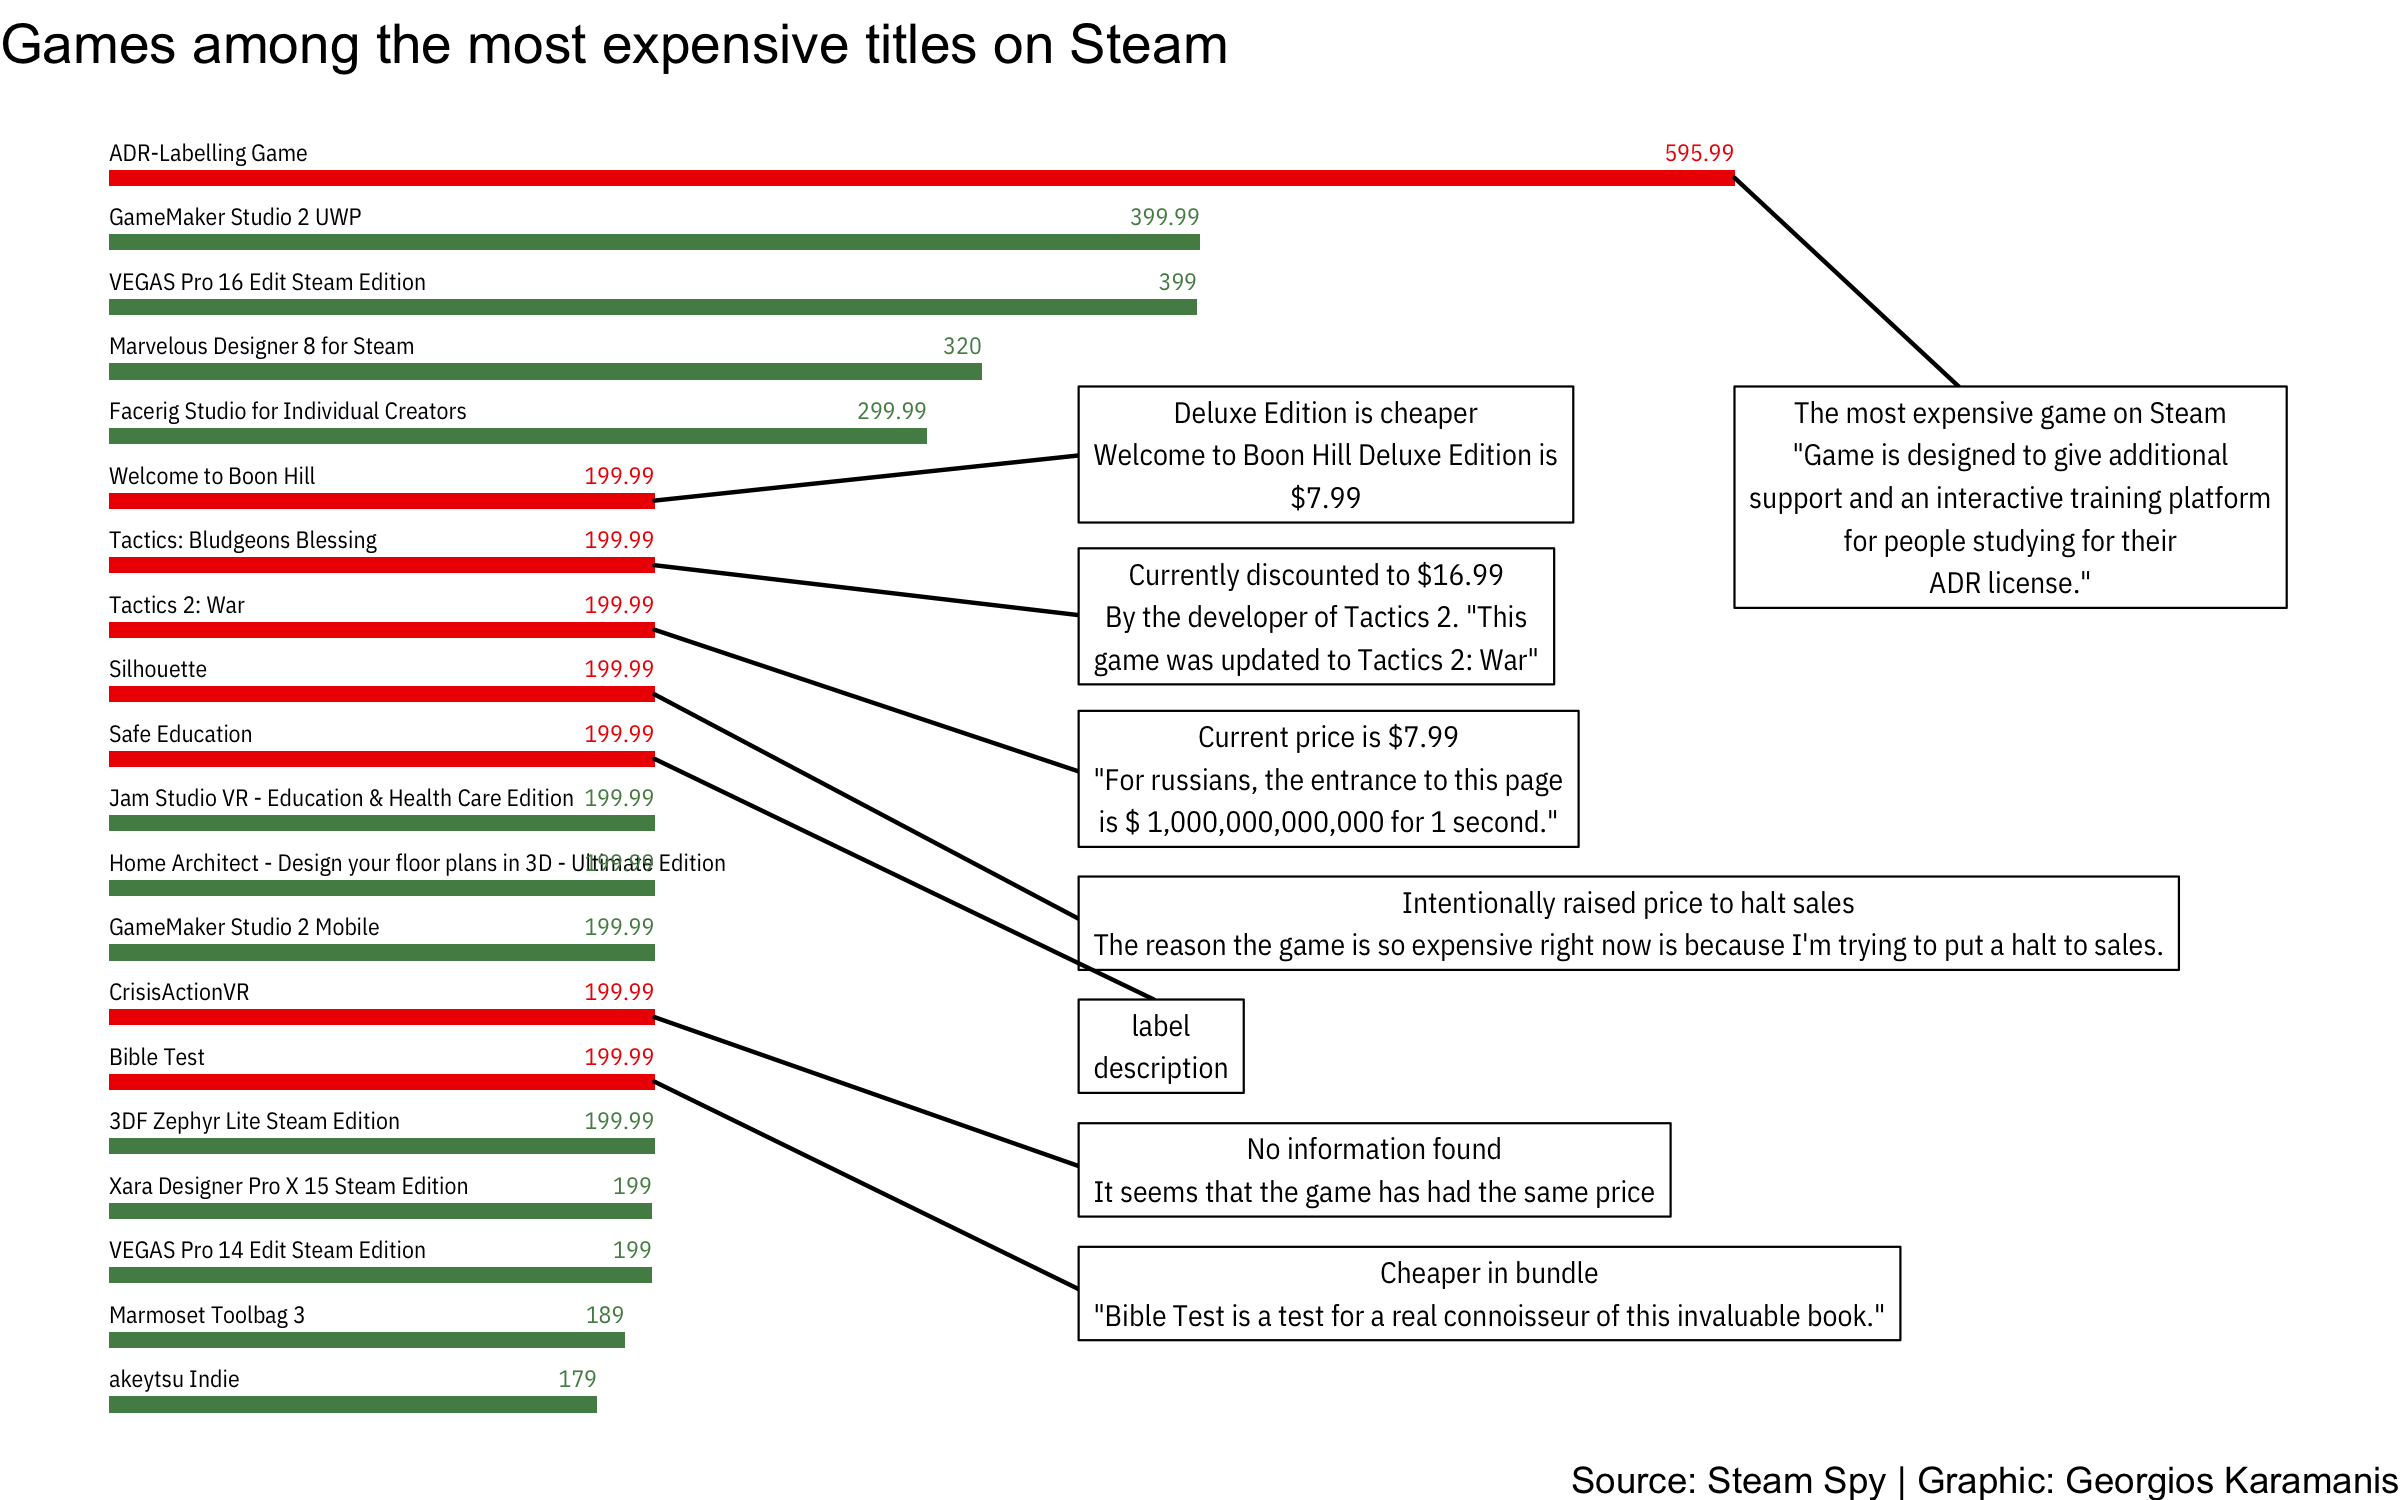 Games among the most expensive titles on Steam
ADR-Labelling Game 595.99
GameMaker Studio 2 UWP 399.99
VEGAS Pro 16 Edit Steam Edition 399
Marvelous Designer 8 for Steam 320
Facerig Studio for Individual Creators 299.99
Welcome to Boon Hill 199.99
Tactics: Bludgeons Blessing 199.99
Tactics 2: War 199.99
Silhouette 199.99
Safe Education 199.99
Jam Studio VR - Education & Health Care Edition 199.99
Home Architect - Design your floor plans in 3D - Ultimate Edition 199.99
GameMaker Studio 2 Mobile 199.99
CrisisActionVR 199.99
Bible Test 199.99
3DF Zephyr Lite Steam Edition 199.99
Xara Designer Pro X 15 Steam Edition 199
VEGAS Pro 14 Edit Steam Edition 199
Marmoset Toolbag 3 189
akeytsu Indie 179
Deluxe Edition is cheaper
Welcome to Boon Hill Deluxe Edition is
$7.99
Currently discounted to $16.99
By the developer of Tactics 2. "This
game was updated to Tactics 2: War"
Current price is $7.99
"For russians, the entrance to this page
is $ 1,000,000,000,000 for 1 second."
Intentionally raised price to halt sales
The reason the game is so expensive right now is because I'm trying to put a halt to sales.
label
description
No information found
It seems that the game has had the same price
Cheaper in bundle
"Bible Test is a test for a real connoisseur of this invaluable book."
The most expensive game on Steam
"Game is designed to give additional
support and an interactive training platform
for people studying for their
ADR license."
Source: Steam Spy | Graphic: Georgios Karamanis